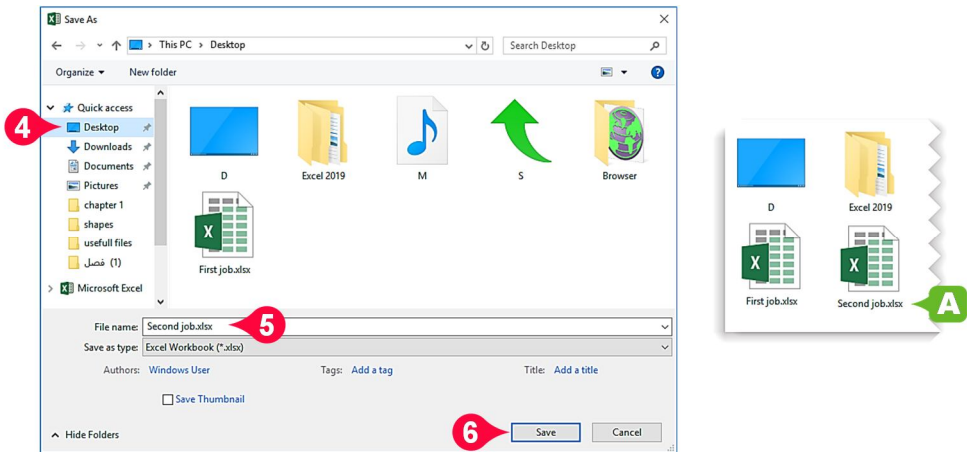 Save As
This PC > Desktop
Search Desktop
Organize
New folder
Quick access
4
Desktop
Downloads
Documents
Pictures
chapter 1
shapes
usefull files
فصل (1)
Microsoft Excel
D
Excel 2019
M
S
Browser
X
First job.xlsx
File name: Second job.xlsx
5
Save as type: Excel Workbook (*.xlsx)
Authors: Windows User
Tags: Add a tag
Title: Add a title
Save Thumbnail
Hide Folders
6
Save
Cancel
D
Excel 2019
X
X
First job.xlsx
Second job.xlsx
A